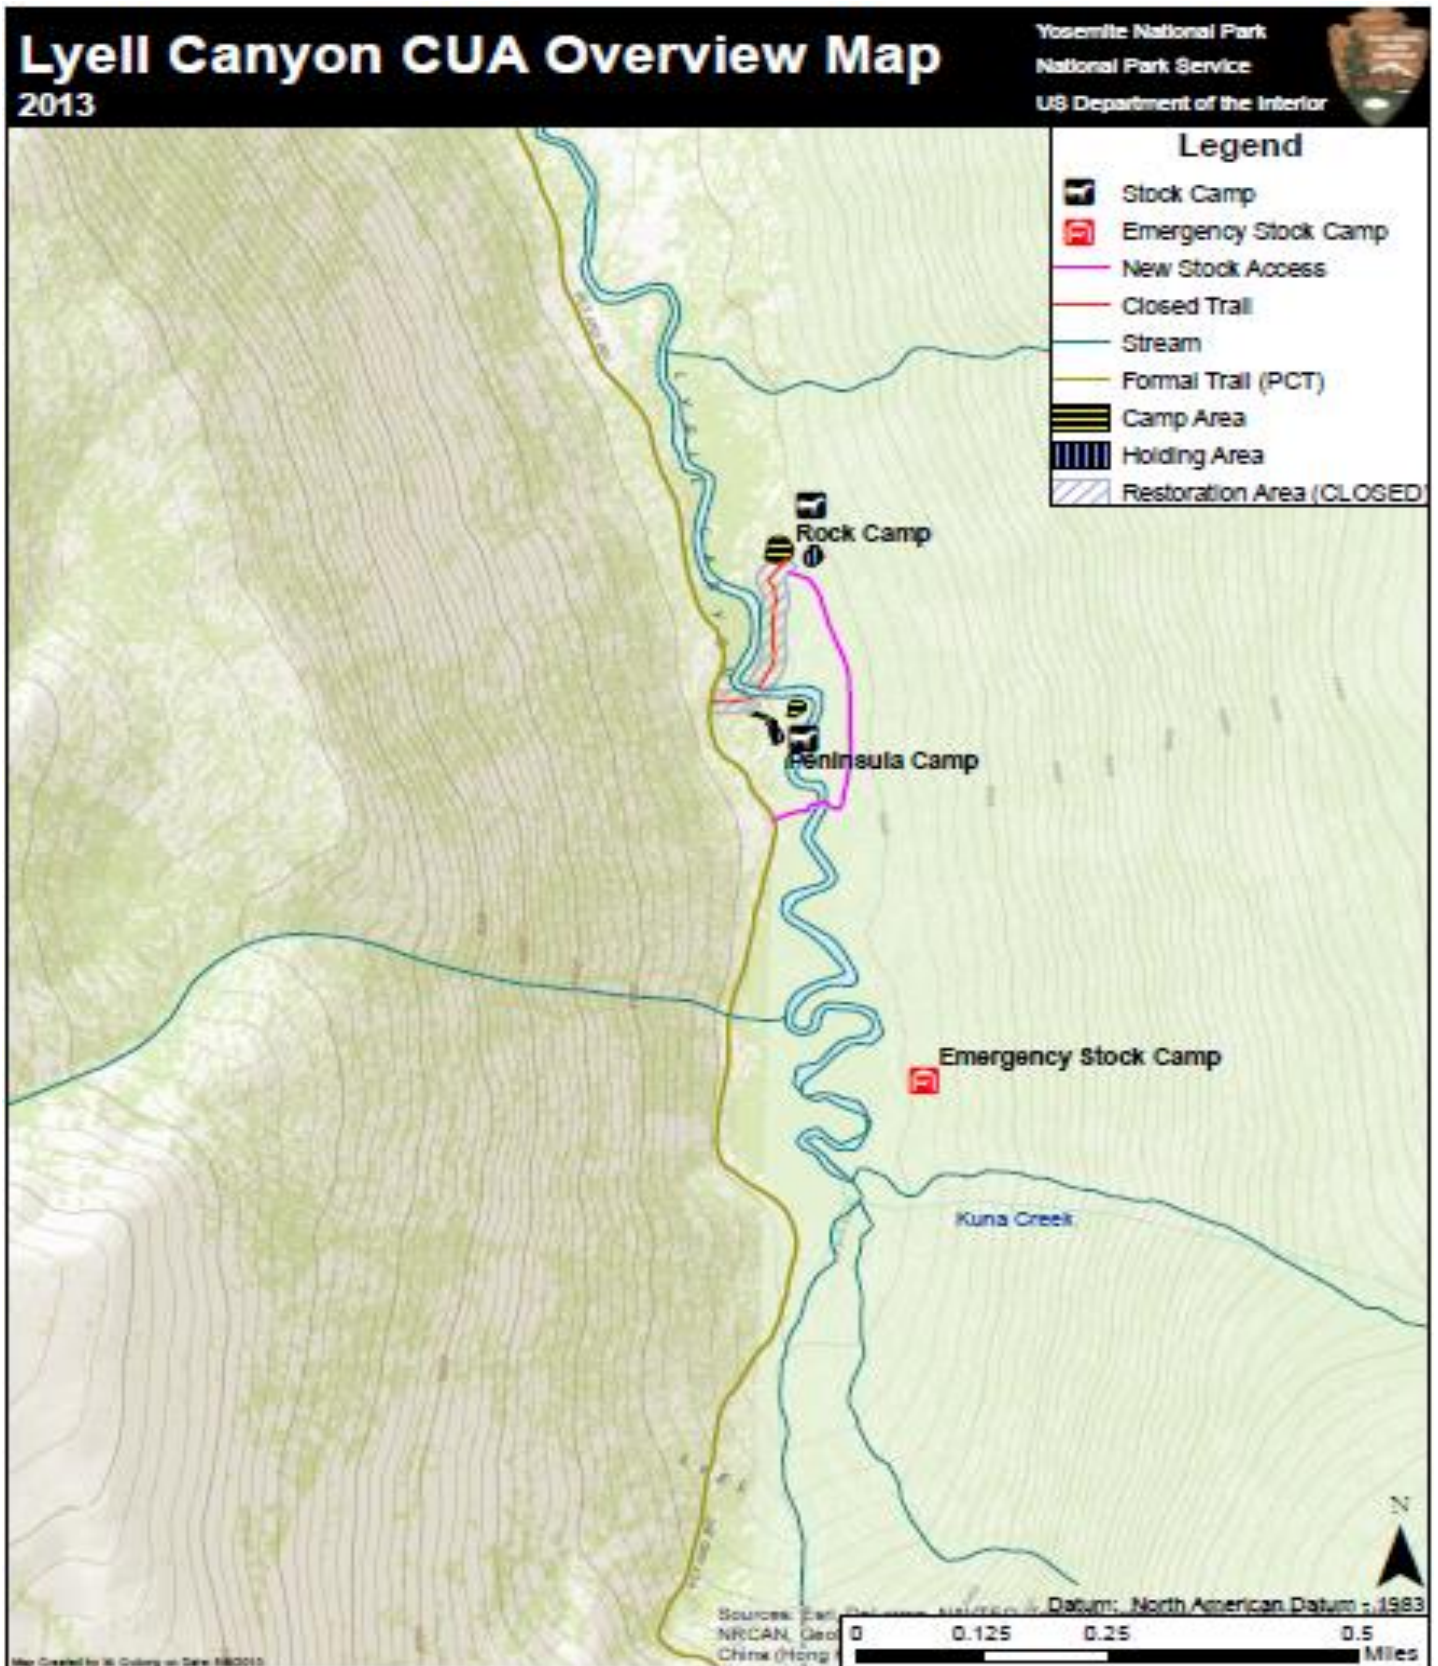 Lyell Canyon CUA Overview Map
2013
Yosemite National Park
National Park Service
US Department of the Interior
Legend
Stock Camp
Emergency Stock Camp
New Stock Access
Closed Trail
Stream
Formal Trail (PCT)
Camp Area
Holding Area
Restoration Area (CLOSED)
Rock Camp
Peninsula Camp
Emergency Stock Camp
Kuna Creek
N
Datum: North American Datum - 1983
Sources: Esri,
NRCAN,
China (Hong
0 0.125 0.25 0.5
Miles